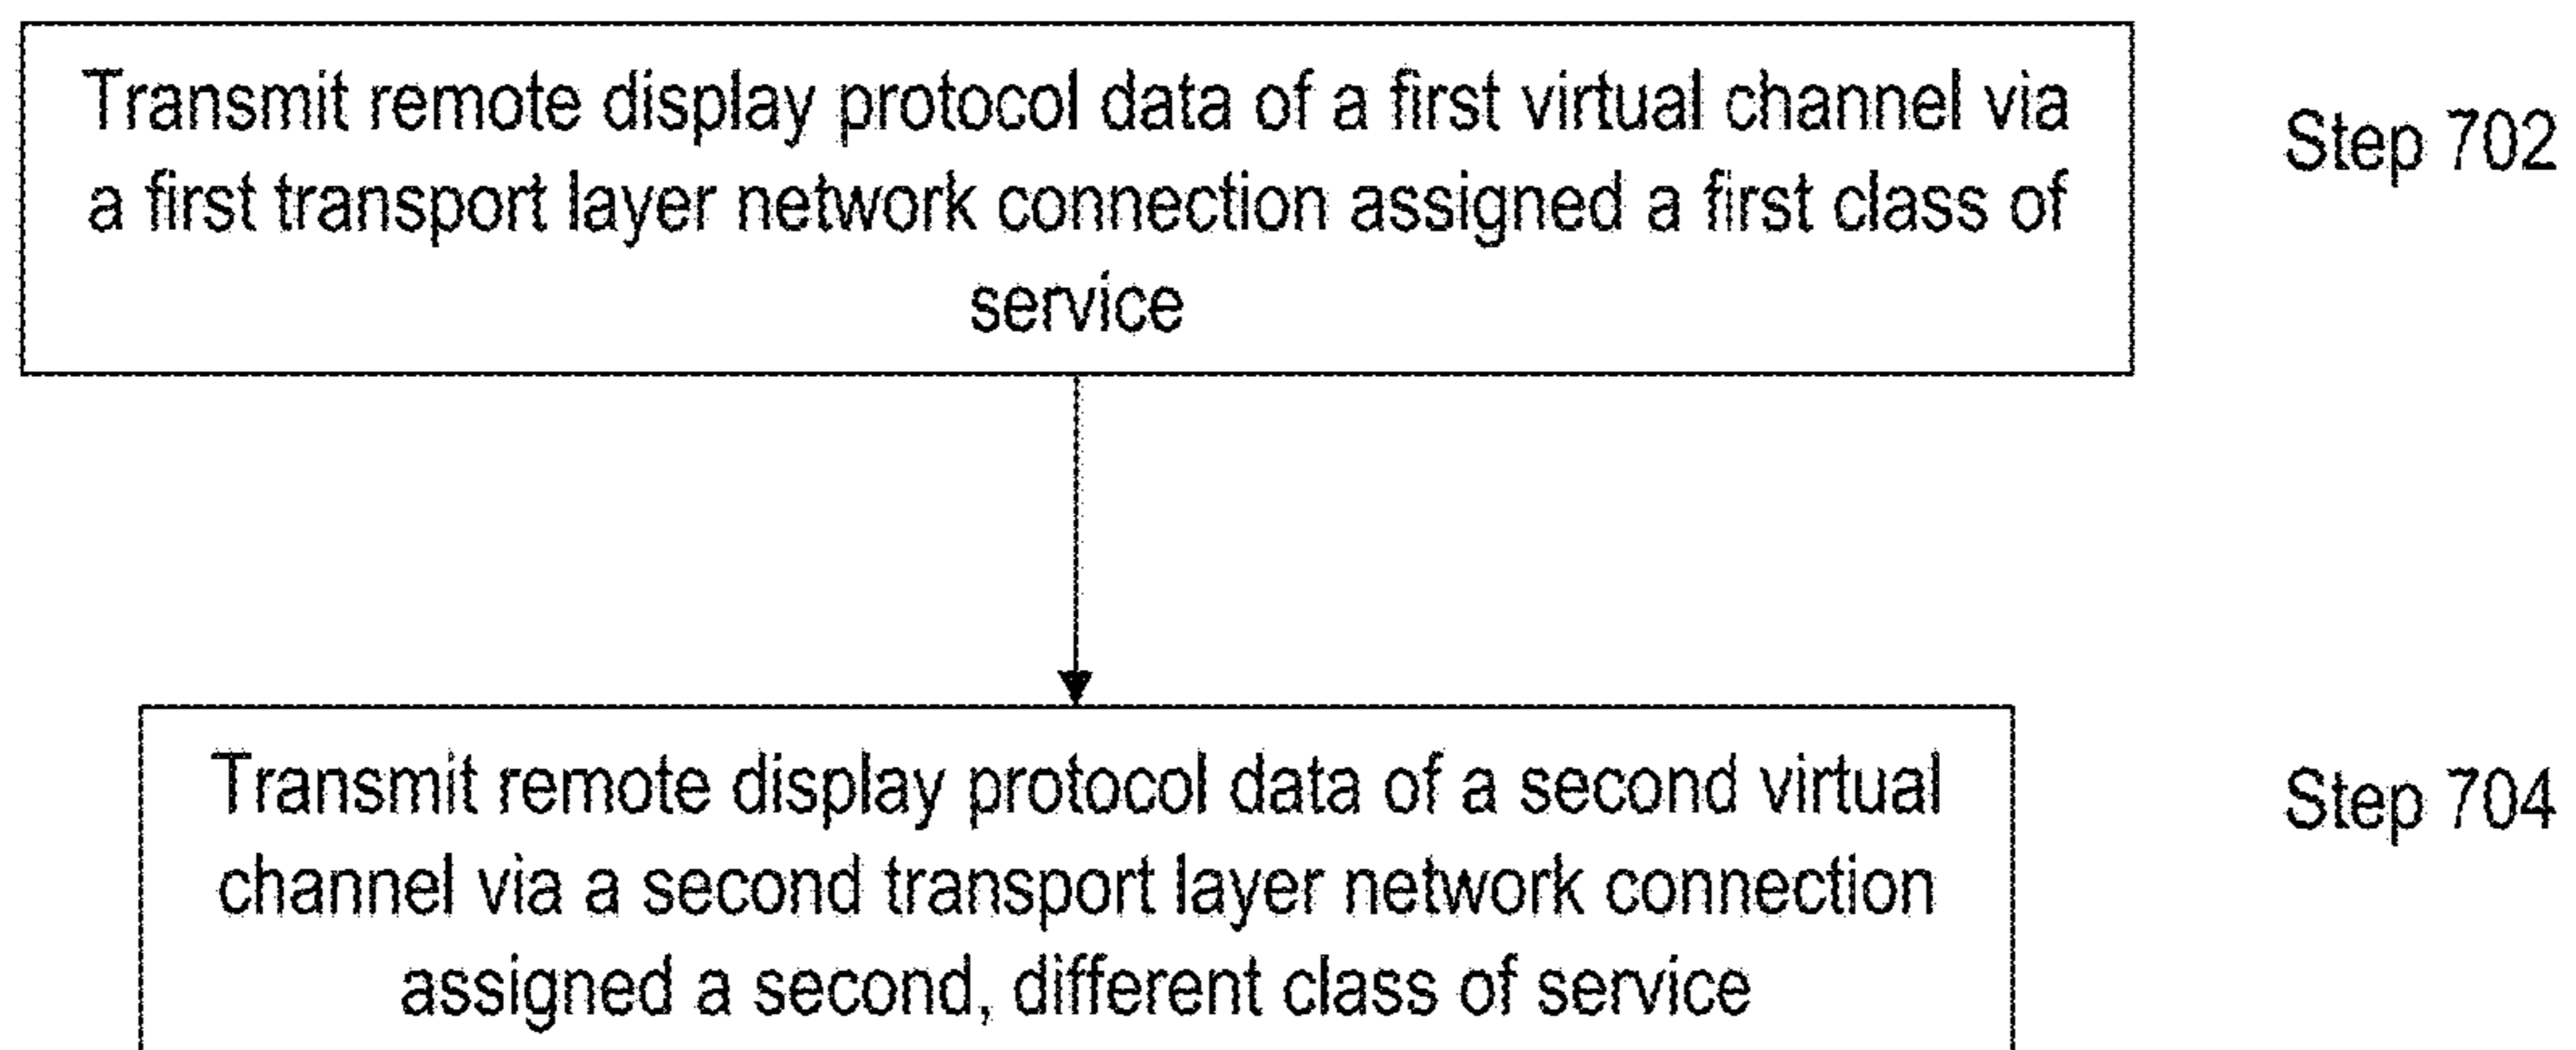 Transmit remote display protocol data of a first virtual channel via
a first transport layer network connection assigned a first class of
service
Step 702
Transmit remote display protocol data of a second virtual
channel via a second transport layer network connection
assigned a second, different class of service
Step 704